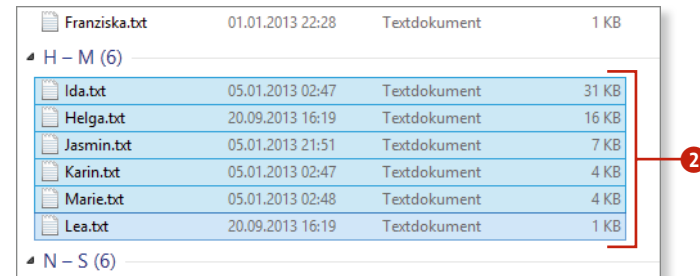 Franziska.txt 01.01.2013 22:28 Textdokument 1 KB
H – M (6)
Ida.txt 05.01.2013 02:47 Textdokument 31 KB
Helga.txt 20.09.2013 16:19 Textdokument 16 KB
Jasmin.txt 05.01.2013 21:51 Textdokument 7 KB
Karin.txt 05.01.2013 02:47 Textdokument 4 KB
Marie.txt 05.01.2013 02:48 Textdokument 4 KB
Lea.txt 20.09.2013 16:19 Textdokument 1 KB
2
N – S (6)